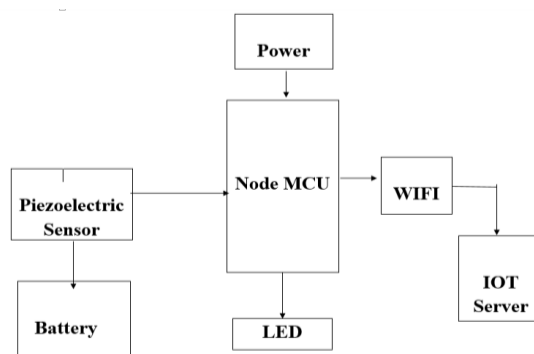 Power
Node MCU
WIFI
Piezoelectric
Sensor
IOT
Server
Battery
LED